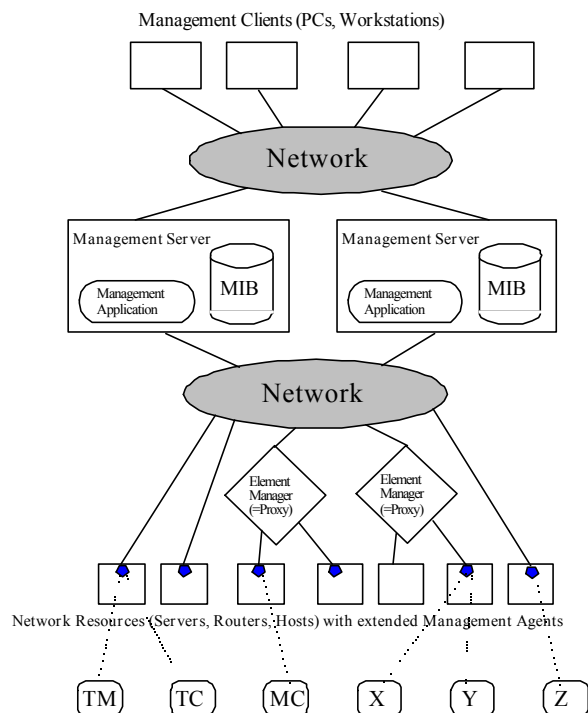 Management Clients (PCs, Workstations)
Network
Management Server
MIB
Management
Application
Management Server
MIB
Management
Application
Network
Element
Manager
(=Proxy)
Element
Manager
(=Proxy)
Network Resources (Servers, Routers, Hosts) with extended Management Agents
TM
TC
MC
X
Y
Z